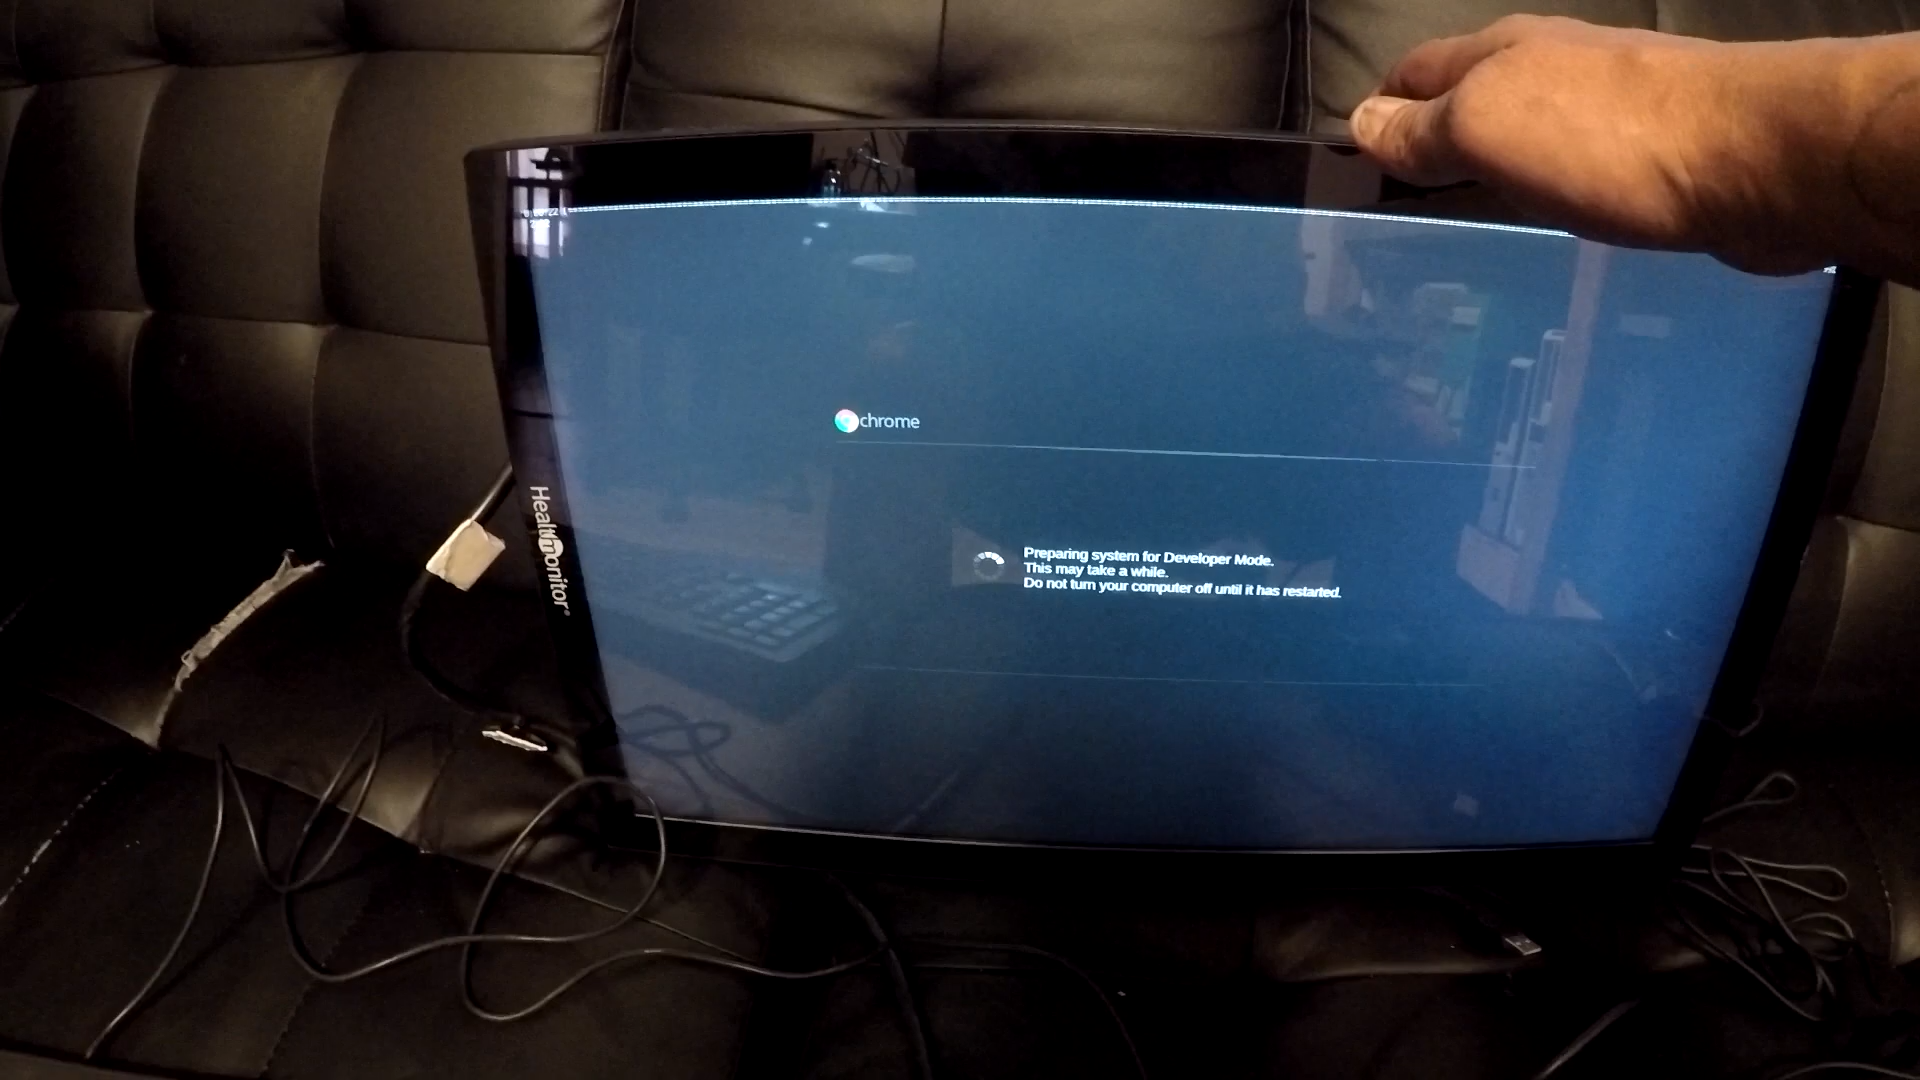 chrome
Preparing system for Developer Mode.
This may take a while.
Do not turn your computer off until it has restarted.
Healthmonitor®